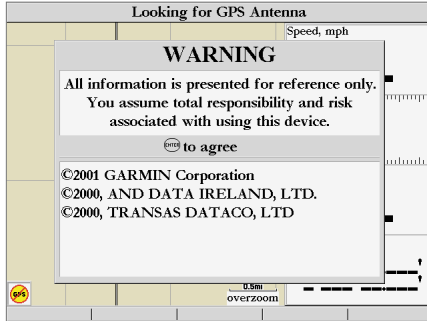 Looking for GPS Antenna
Speed, mph
WARNING
All information is presented for reference only.
You assume total responsibility and risk
associated with using this device.
ENTER to agree
©2001 GARMIN Corporation
©2000, AND DATA IRELAND, LTD.
©2000, TRANSAS DATACO, LTD
GPS
0.5mi
overzoom